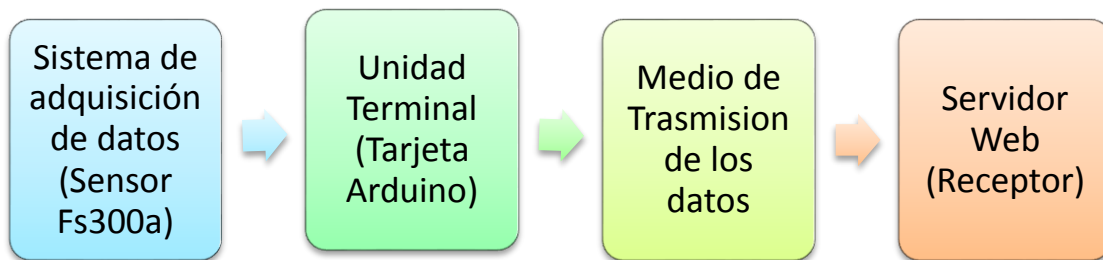 Sistema de
adquisición
de datos
(Sensor
Fs300a)
Unidad
Terminal
(Tarjeta
Arduino)
Medio de
Trasmision
de los
datos
Servidor
Web
(Receptor)